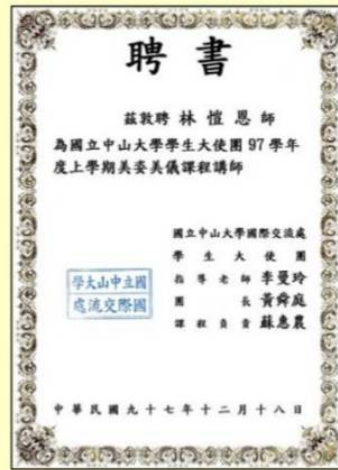 聘書
茲敦聘 林愷恩 師
為國立中山大學學生大使團 97 學年
度上學期美姿美儀課程講師
國立中山大學國際交流處
學生大使團
指導老師 李曼玲
團長 黃舜庭
課程負責 蘇惠農
學大山中立國
處流交際國
中華民國九十七年十二月十八日